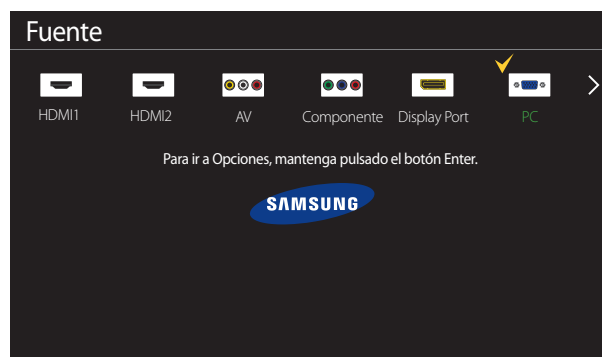 Fuente
HDMI1 HDMI2 AV Componente Display Port PC
Para ir a Opciones, mantenga pulsado el botón Enter.
SAMSUNG